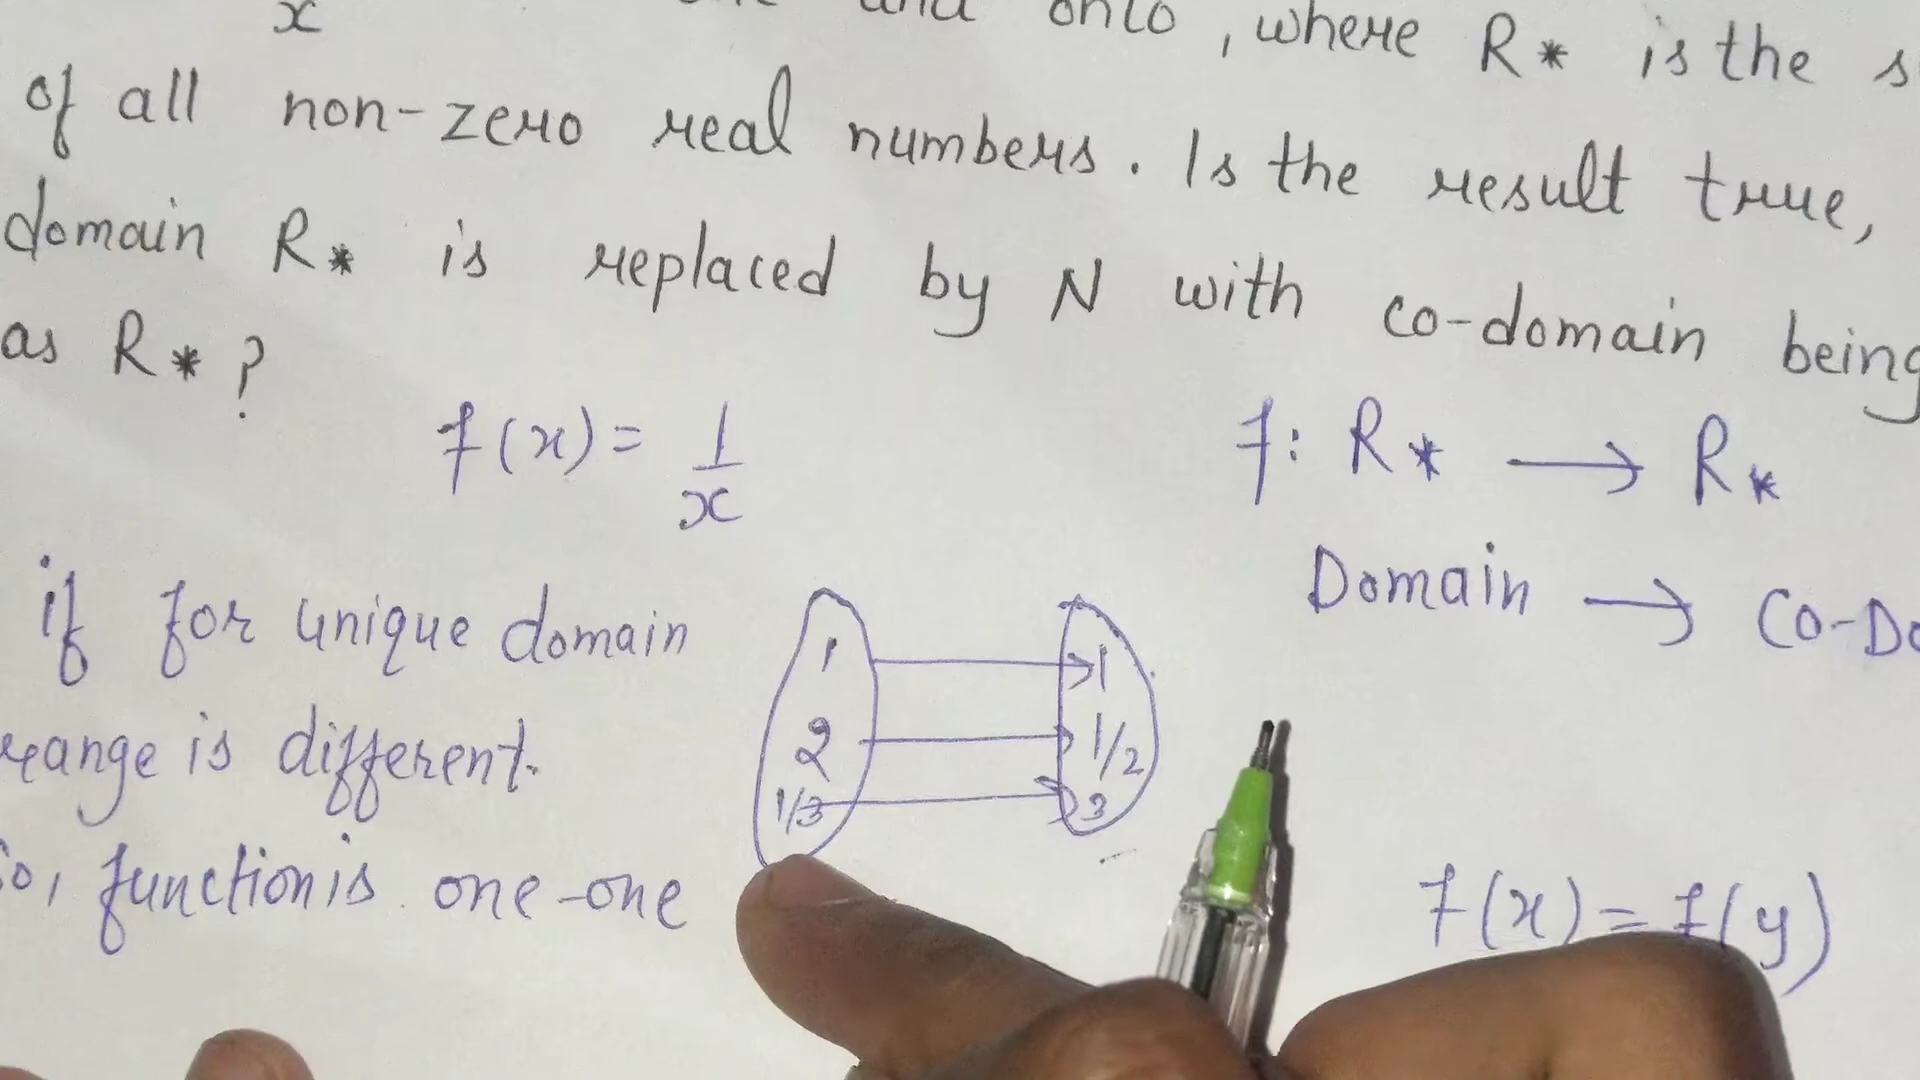 x and onto, where R* is the
of all non-zero real numbers. Is the result true,
domain R* is replaced by N with co-domain being
as R*?
f(x) = 1/x
f: R* → R*
Domain → Co-Do
if for unique domain
range is different.
So, function is one-one
1 → 1
2 → 1/2
1/3 → 3
f(x) = f(y)